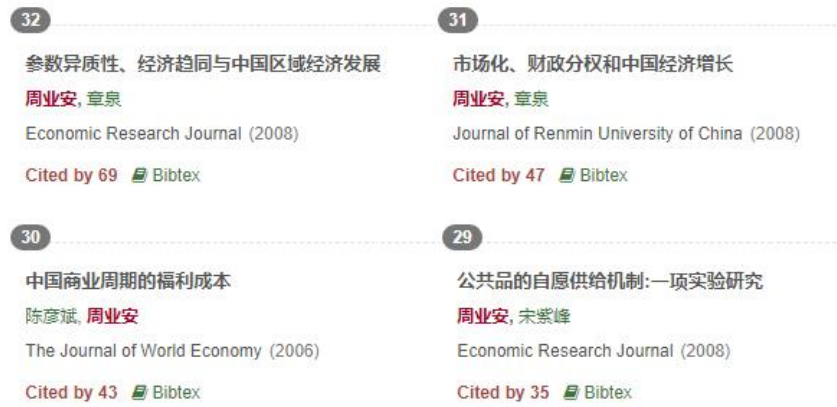 32
参数异质性、经济趋同与中国区域经济发展
周业安, 章泉
Economic Research Journal (2008)
Cited by 69 Bibtex
31
市场化、财政分权和中国经济增长
周业安, 章泉
Journal of Renmin University of China (2008)
Cited by 47 Bibtex
30
中国商业周期的福利成本
陈彦斌, 周业安
The Journal of World Economy (2006)
Cited by 43 Bibtex
29
公共品的自愿供给机制:一项实验研究
周业安, 宋紫峰
Economic Research Journal (2008)
Cited by 35 Bibtex